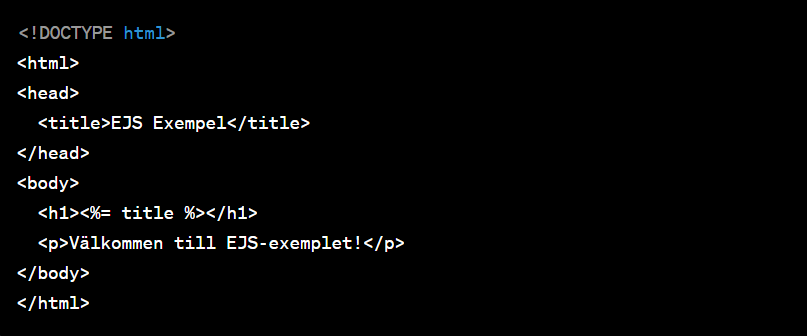 <!DOCTYPE html>
<html>
<head>
  <title>EJS Exempel</title>
</head>
<body>
  <h1><%= title %></h1>
  <p>Välkommen till EJS-exemplet!</p>
</body>
</html>